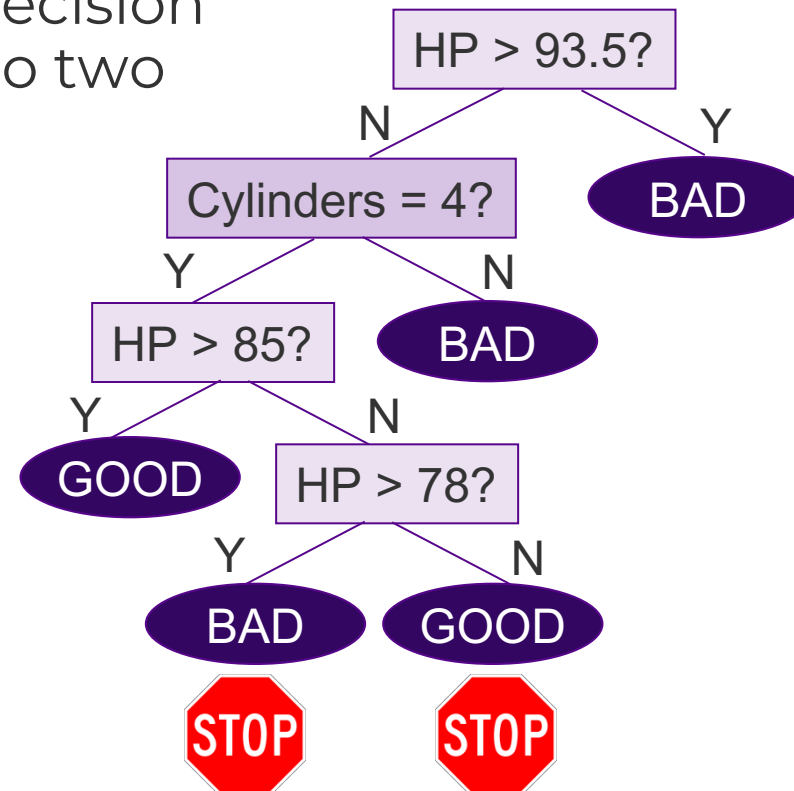 ecision
o two
HP > 93.5?
N
Y
Cylinders = 4?
BAD
Y
N
HP > 85?
BAD
Y
N
GOOD
HP > 78?
Y
N
BAD
GOOD
STOP
STOP